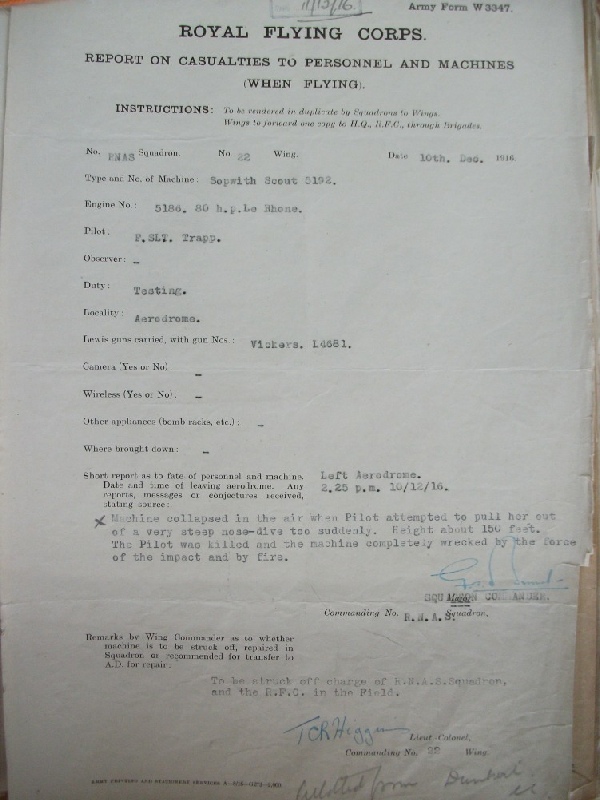 11/12/16
Army Form W 3347.
ROYAL FLYING CORPS.
REPORT ON CASUALTIES TO PERSONNEL AND MACHINES
(WHEN FLYING).
INSTRUCTIONS: To be rendered in duplicate by Squadrons to Wings.
Wings to forward one copy to H.Q., R.F.C., through Brigades.
No. RNAS Squadron. No 22 Wing. Date 10th. Dec. 1916.
Type and No. of Machine: Sopwith Scout 5192.
Engine No.: 5186. 80 h.p. Le Rhone.
Pilot: F.SLT. Trapp.
Observer: -
Duty: Testing.
Locality: Aerodrome.
Lewis guns carried, with gun Nos.: Vickers. L4681.
Camera (Yes or No) -
Wireless (Yes or No). -
Other appliances (bomb racks, etc.): -
Where brought down: -
Short report as to fate of personnel and machine.
Date and time of leaving aerodrome. Any
reports, messages or conjectures received,
stating source:
Left Aerodrome.
2.25 p.m. 10/12/16.
x Machine collapsed in the air when Pilot attempted to pull her out
of a very steep nose-dive too suddenly. Height about 150 feet.
The Pilot was killed and the machine completely wrecked by the force
of the impact and by fire.
SQUADRON COMMANDER.
Commanding No. R.N.A.S. Squadron.
Remarks by Wing Commander as to whether
machine is to be struck off, repaired in
Squadron or recommended for transfer to
A.D. for repair:
To be struck off charge of R.N.A.S. Squadron,
and the R.F.C. in the Field.
TCR Higgins Lieut-Colonel,
Commanding No. 22 Wing.
from